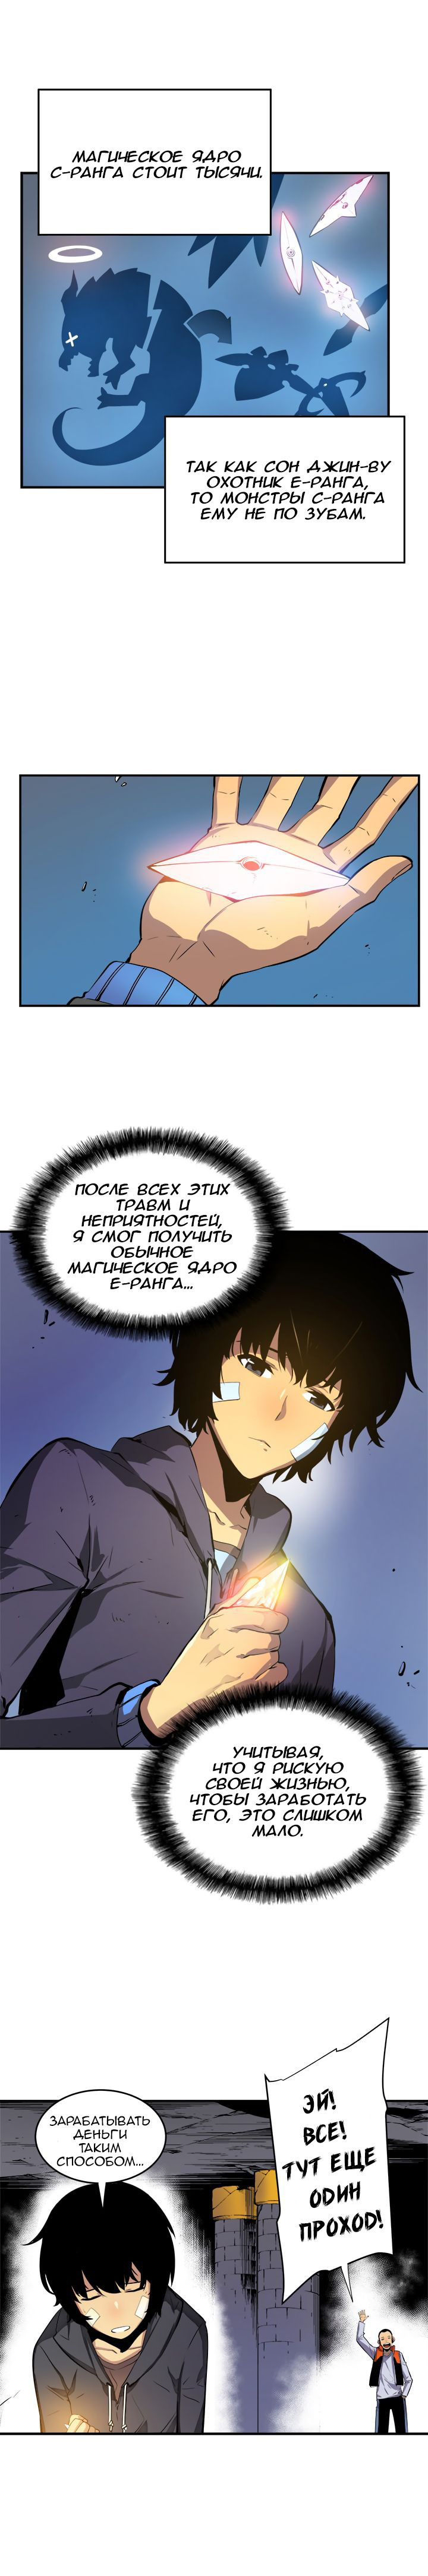 МАГИЧЕСКОЕ ЯДРО
С-РАНГА СТОИТ ТЫСЯЧИ.
ТАК КАК СОН ДЖИН-ВУ
ОХОТНИК Е-РАНГА,
ТО МОНСТРЫ С-РАНГА
ЕМУ НЕ ПО ЗУБАМ.
ПОСЛЕ ВСЕХ ЭТИХ
ТРАВМ И
НЕПРИЯТНОСТЕЙ,
Я СМОГ ПОЛУЧИТЬ
ОБЫЧНОЕ
МАГИЧЕСКОЕ ЯДРО
Е-РАНГА...
УЧИТЫВАЯ,
ЧТО Я РИСКУЮ
СВОЕЙ ЖИЗНЬЮ,
ЧТОБЫ ЗАРАБОТАТЬ
ЕГО, ЭТО СЛИШКОМ
МАЛО.
ЗАРАБАТЫВАТЬ
ДЕНЬГИ
ТАКИМ
СПОСОБОМ...
ЭЙ!
ВСЕ!
ТУТ ЕЩЕ
ОДИН
ПРОХОД!